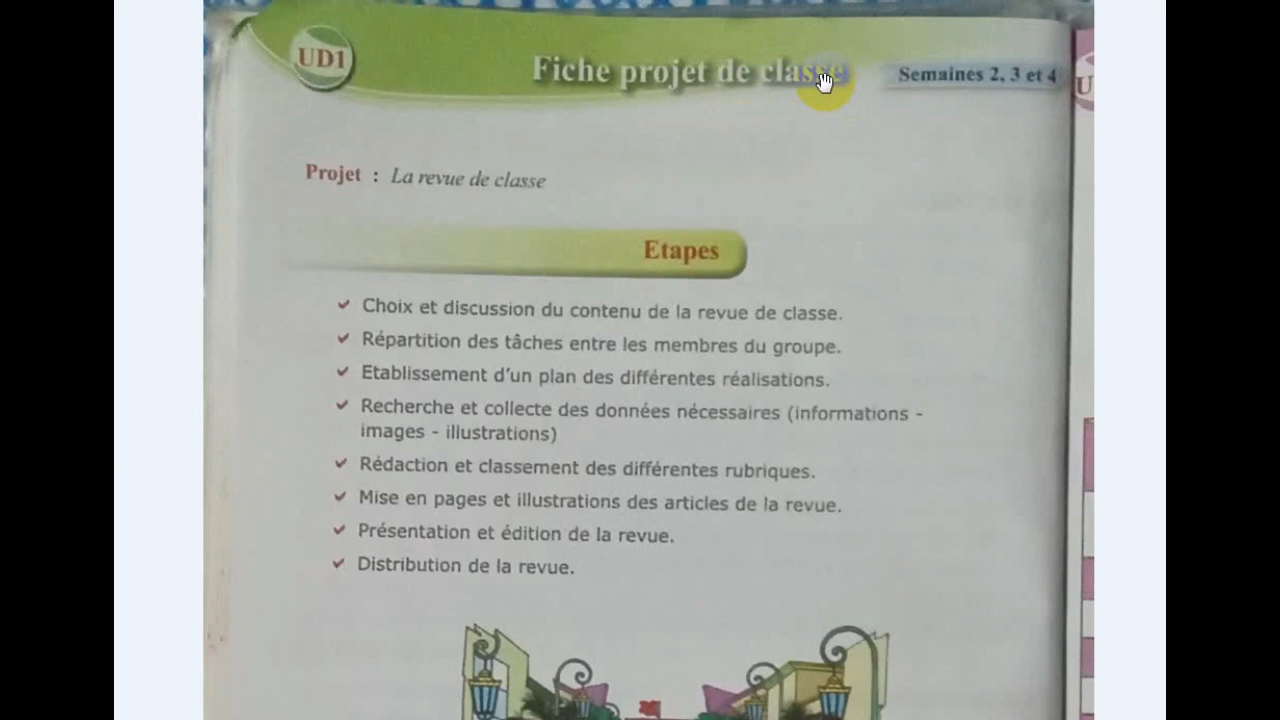 UD1
Fiche projet de classe
Semaines 2, 3 et 4
Projet : La revue de classe
Etapes
Choix et discussion du contenu de la revue de classe.
Répartition des tâches entre les membres du groupe.
Etablissement d'un plan des différentes réalisations.
Recherche et collecte des données nécessaires (informations -
images - illustrations)
Rédaction et classement des différentes rubriques.
Mise en pages et illustrations des articles de la revue.
Présentation et édition de la revue.
Distribution de la revue.